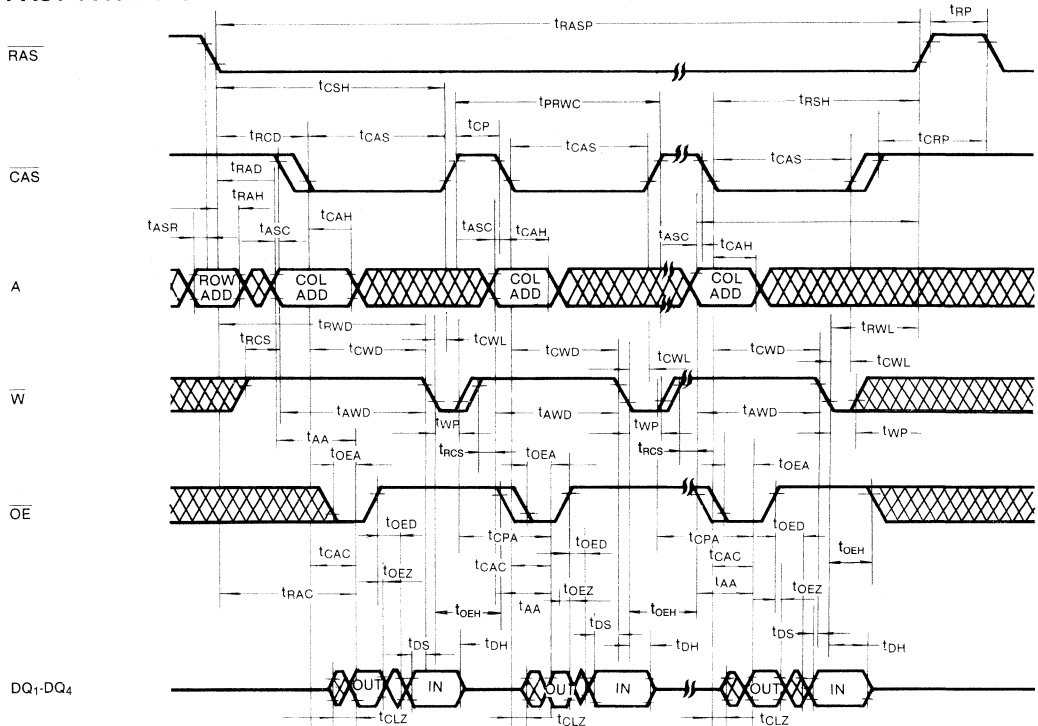 tRASP tRP
RAS
tCSH tPRWC tRSH
tRCD tCAS tCP tCAS tCAS tCRP
CAS
tRAD
tRAH
tASR tASC tCAH tASC tCAH tASC tCAH
A ROW ADD COL ADD COL ADD COL ADD
tRWD tRWL
tRCS tCWD tCWL tCWD tCWL tCWD tCWL
W
tAWD tWP tAWD tWP tAWD tWP
tAA tRCS tRCS
tOEA tOEA tOEA
OE
tOED tCPA tOED tCPA tOED
tCAC tCAC tCAC tOEH
tOEZ tAA tOEZ tAA tOEZ
tRAC tOEH tOEH
tDS tDH tDS tDH tDS tDH
DQ1-DQ4 OUT IN OUT IN OUT IN
tCLZ tCLZ tCLZ